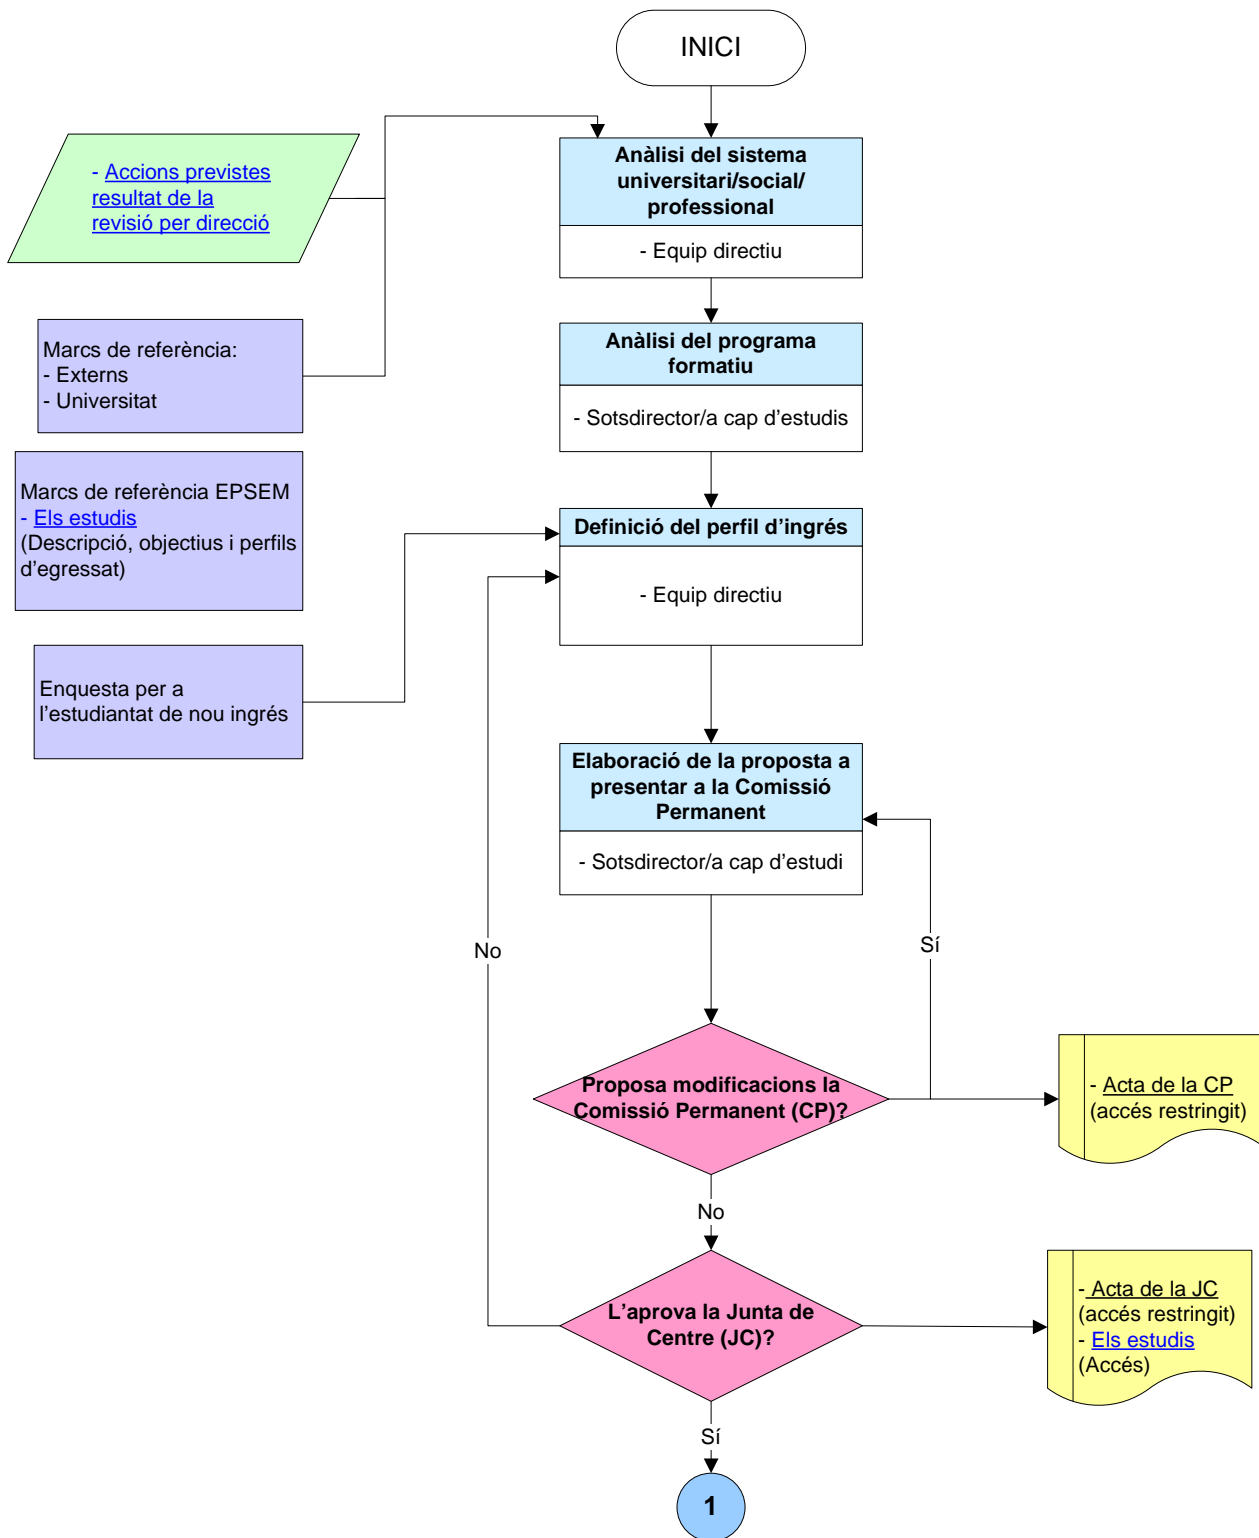 INICI
- Accions previstes
resultat de la
revisió per direcció
Anàlisi del sistema
universitari/social/
professional
- Equip directiu
Marcs de referència:
- Externs
- Universitat
Anàlisi del programa
formatiu
- Sotsdirector/a cap d'estudis
Marcs de referència EPSEM
- Els estudis
(Descripció, objectius i perfils
d'egressat)
Definició del perfil d'ingrés
- Equip directiu
Enquesta per a
l'estudiantat de nou ingrés
Elaboració de la proposta a
presentar a la Comissió
Permanent
- Sotsdirector/a cap d'estudi
No
Sí
Proposa modificacions la
Comissió Permanent (CP)?
- Acta de la CP
(accés restringit)
No
L'aprova la Junta de
Centre (JC)?
- Acta de la JC
(accés restringit)
- Els estudis
(Accés)
Sí
1